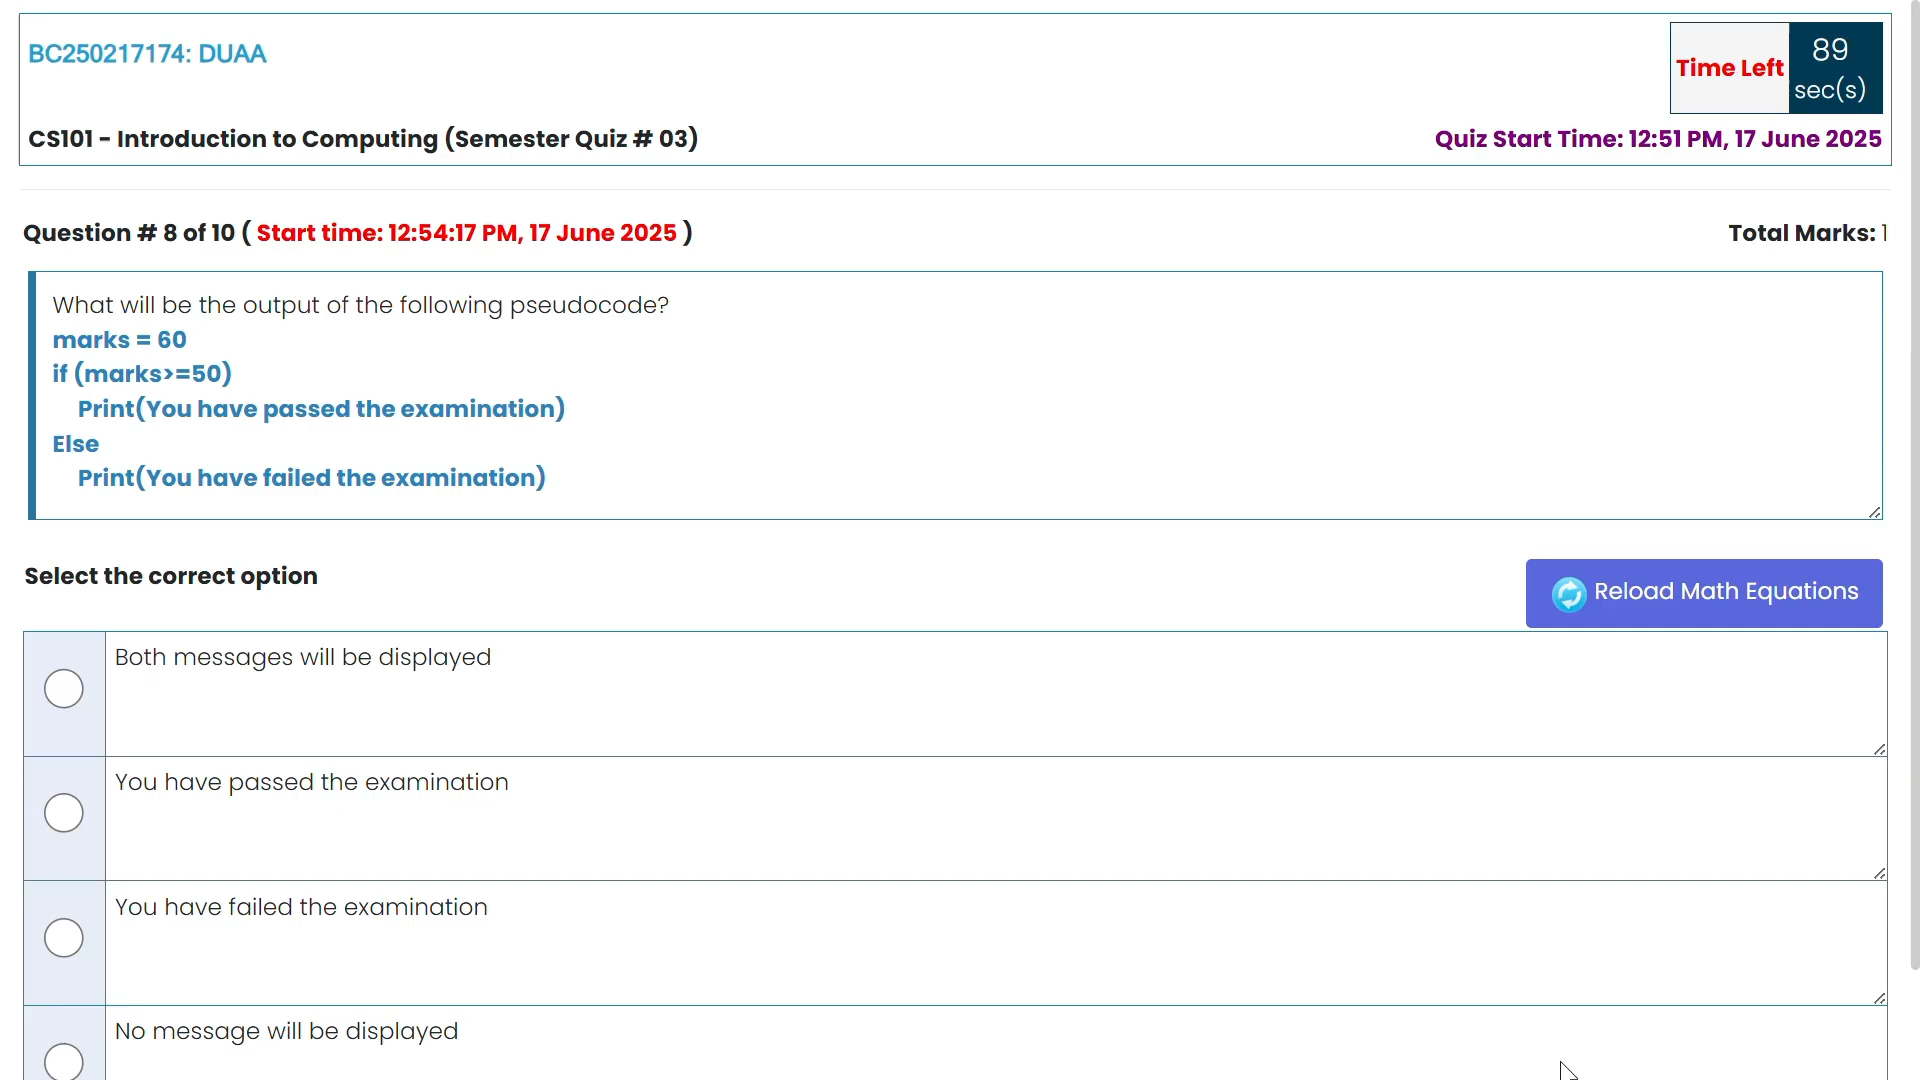 BC250217174: DUAA
Time Left
89
sec(s)
CS101 - Introduction to Computing (Semester Quiz # 03)
Quiz Start Time: 12:51 PM, 17 June 2025
Question # 8 of 10 ( Start time: 12:54:17 PM, 17 June 2025 )
Total Marks: 1
What will be the output of the following pseudocode?
marks = 60
if (marks>=50)
Print(You have passed the examination)
Else
Print(You have failed the examination)
Select the correct option
Reload Math Equations
Both messages will be displayed
You have passed the examination
You have failed the examination
No message will be displayed